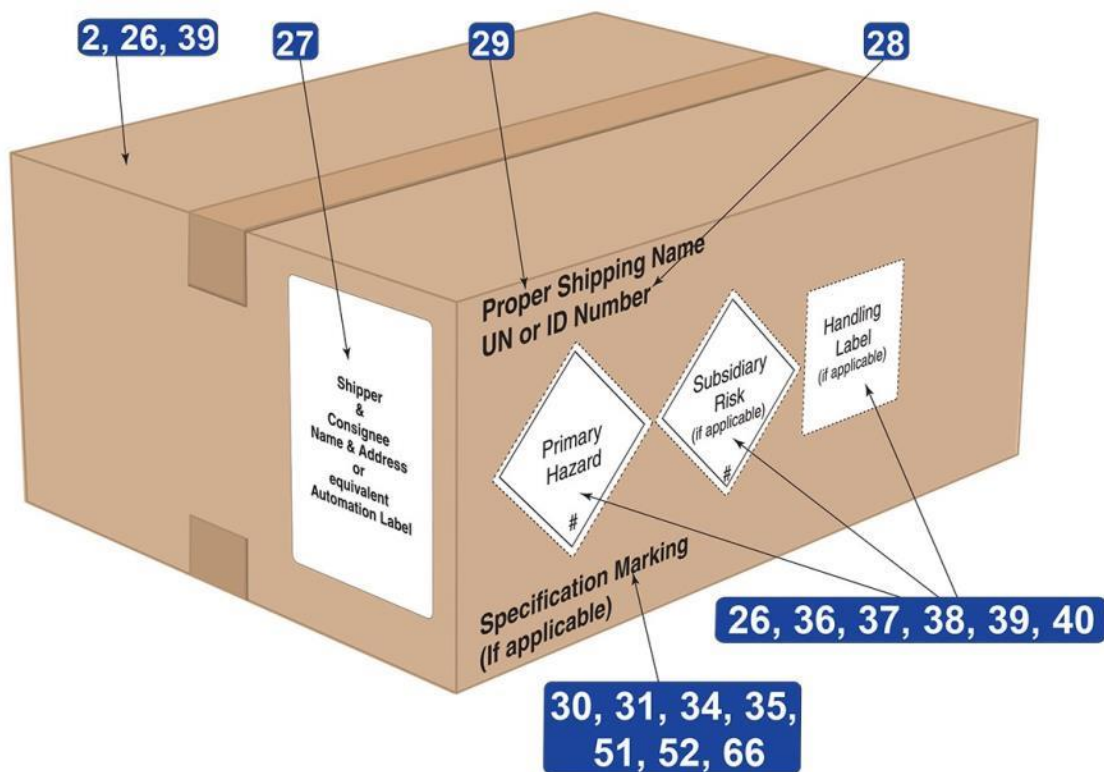 2, 26, 39
27
29
28
Proper Shipping Name
UN or ID Number
Shipper
&
Consignee
Name & Address
or
equivalent
Automation Label
Primary
Hazard
#
Subsidiary
Risk
(if applicable)
#
Handling
Label
(if applicable)
Specification Marking
(If applicable)
26, 36, 37, 38, 39, 40
30, 31, 34, 35,
51, 52, 66